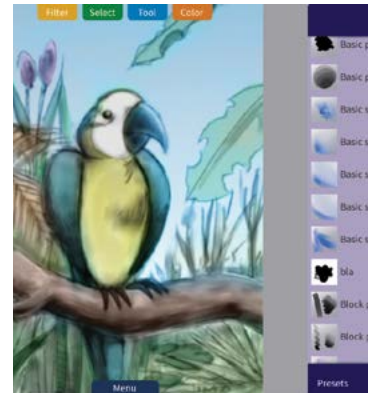 Filter Select Tool Color
Basic p
Basic p
Basic s
Basic s
Basic s
Basic s
Basic s
bla
Block p
Block p
Menu
Presets